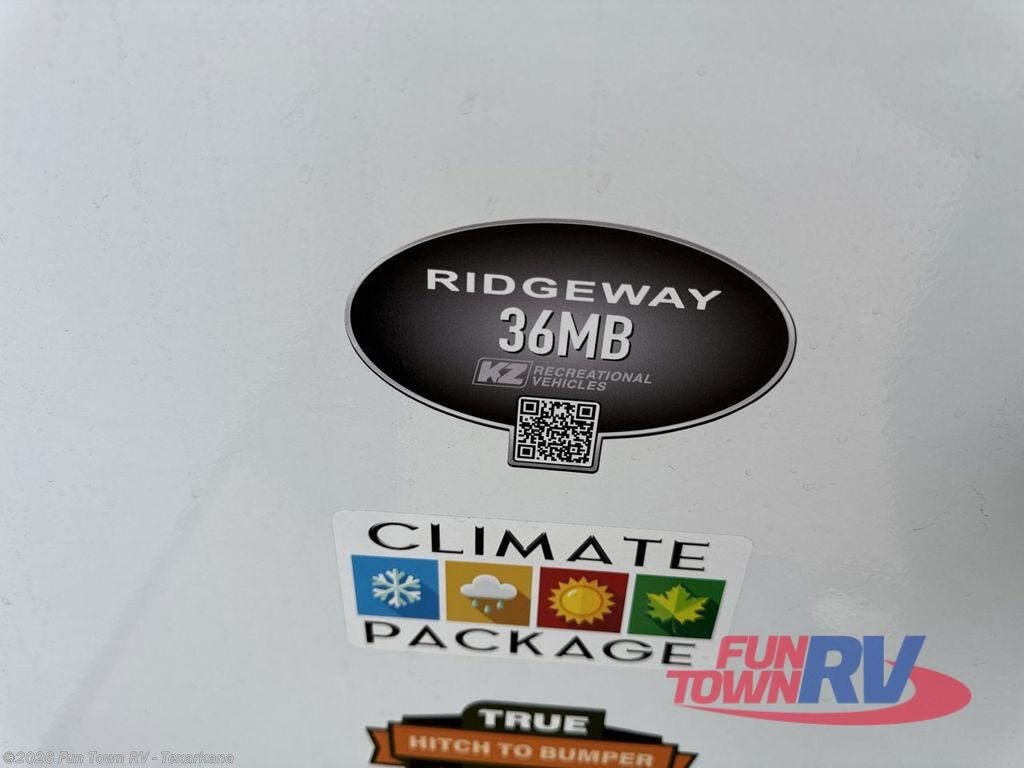 RIDGEWAY
36MB
KZ RECREATIONAL
VEHICLES
CLIMATE
PACKAGE
FUN
TOWN RV
TRUE
HITCH TO BUMPER
©2026 Fun Town RV - Texarkana